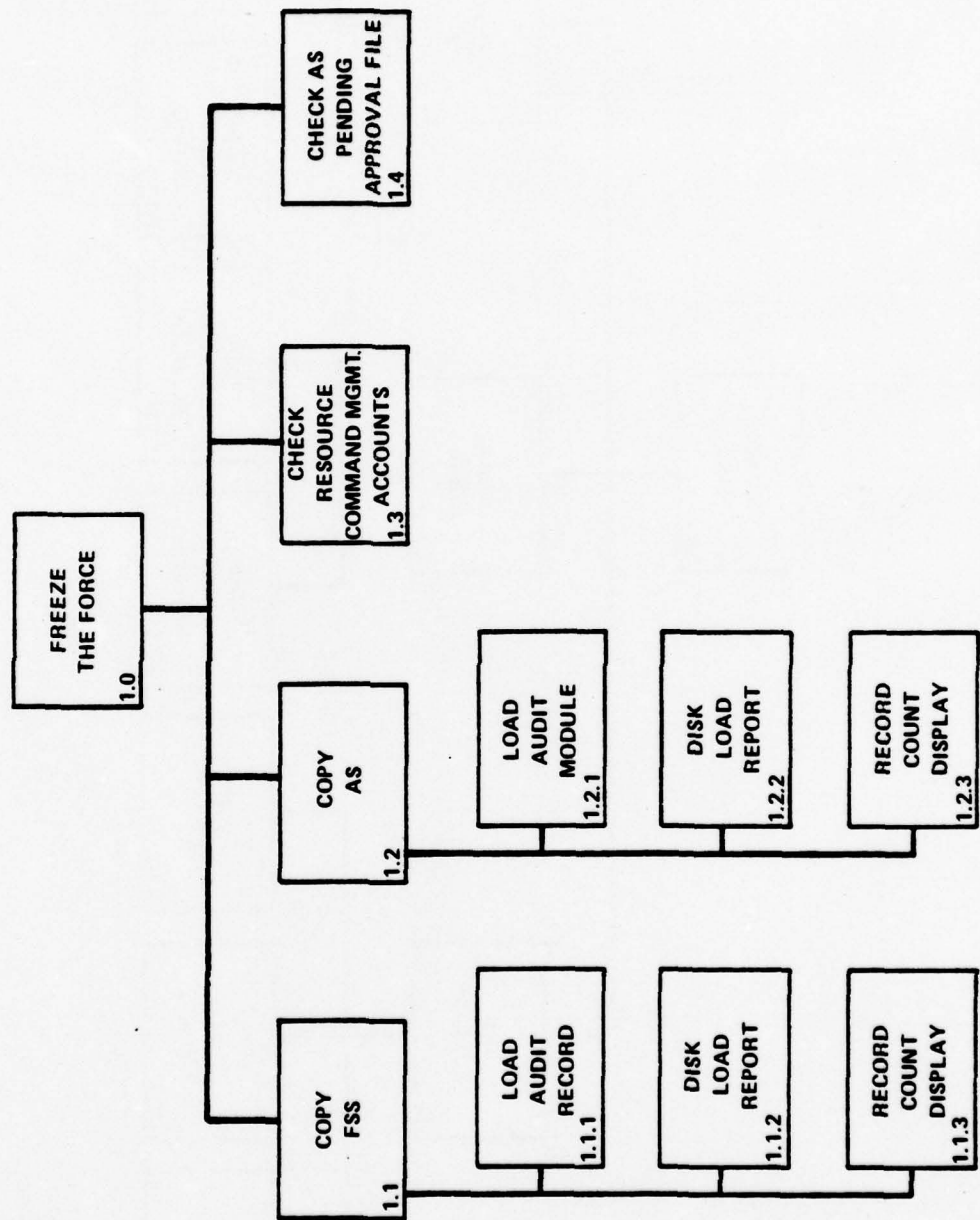 FREEZE
THE FORCE
1.0
COPY
FSS
1.1
LOAD
AUDIT
RECORD
1.1.1
DISK
LOAD
REPORT
1.1.2
RECORD
COUNT
DISPLAY
1.1.3
COPY
AS
1.2
LOAD
AUDIT
MODULE
1.2.1
DISK
LOAD
REPORT
1.2.2
RECORD
COUNT
DISPLAY
1.2.3
CHECK
RESOURCE
COMMAND MGMT.
ACCOUNTS
1.3
CHECK AS
PENDING
APPROVAL FILE
1.4